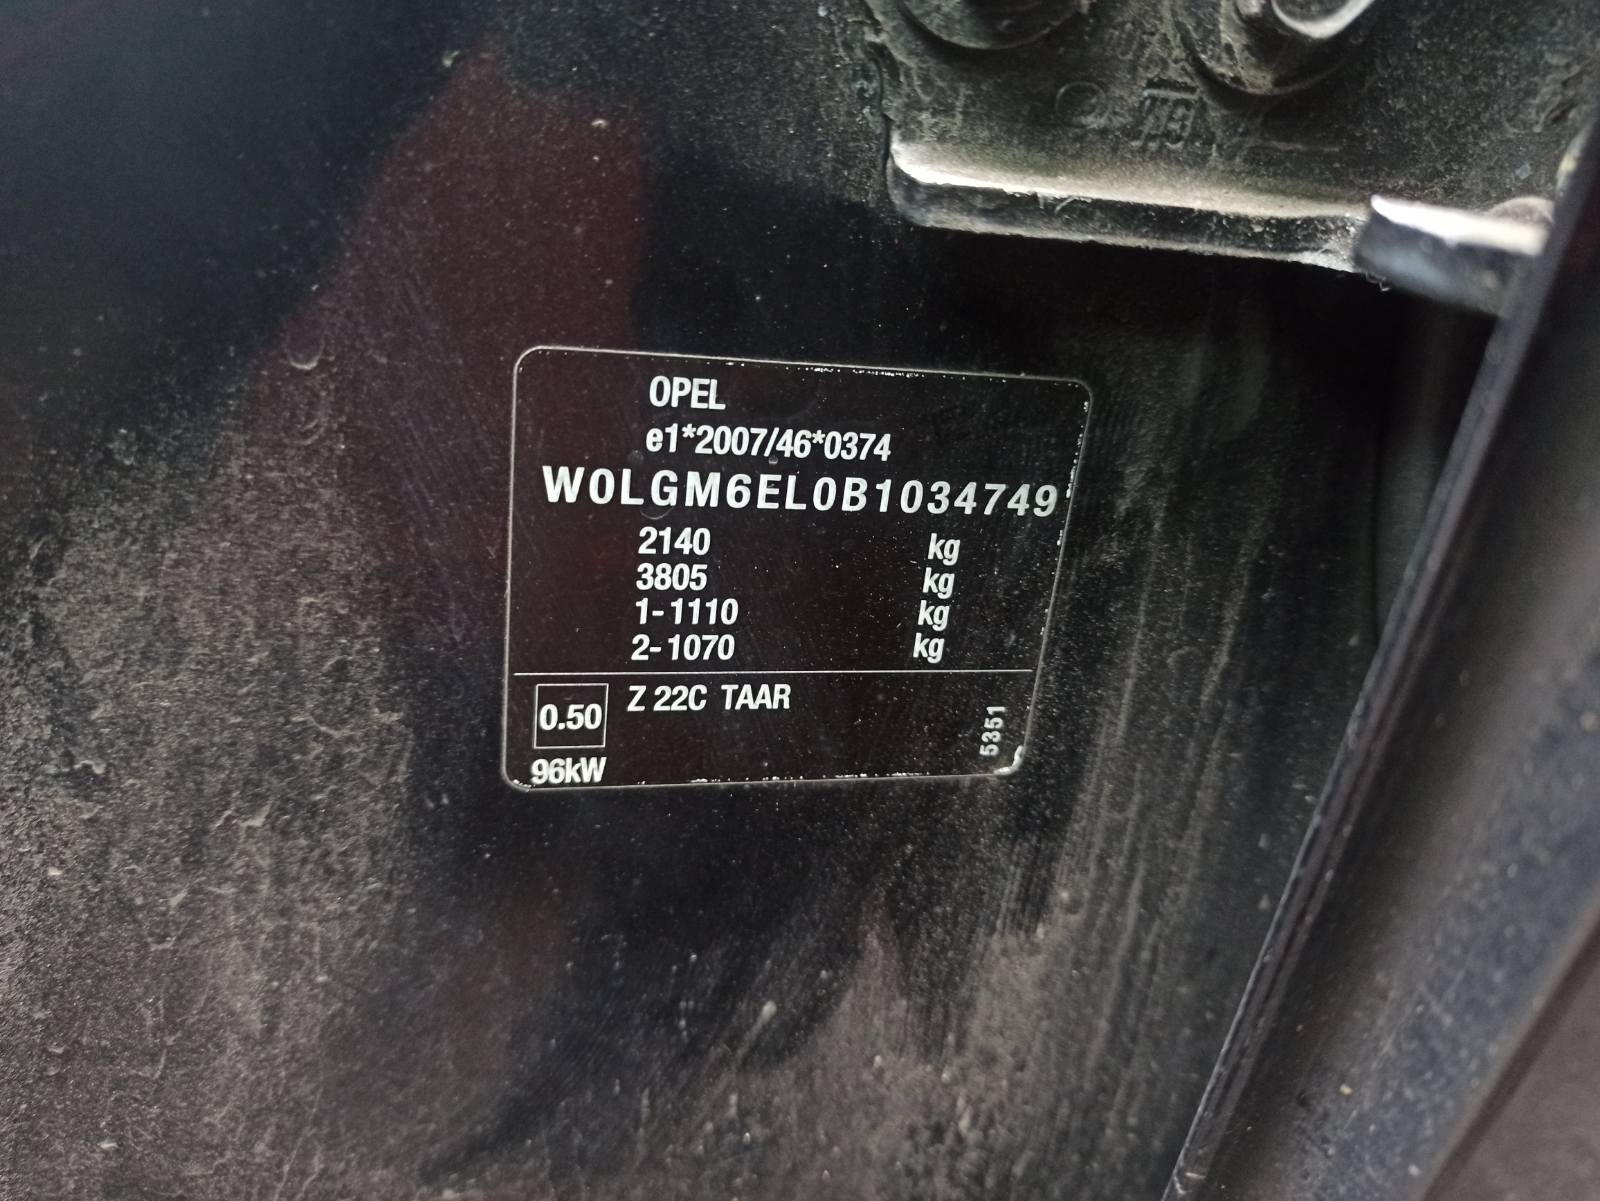 OPEL
e1*2007/46*0374
W0LGM6EL0B1034749
2140 kg
3805 kg
1-1110 kg
2-1070 kg
0.50 Z 22C TAAR
96kW
5351